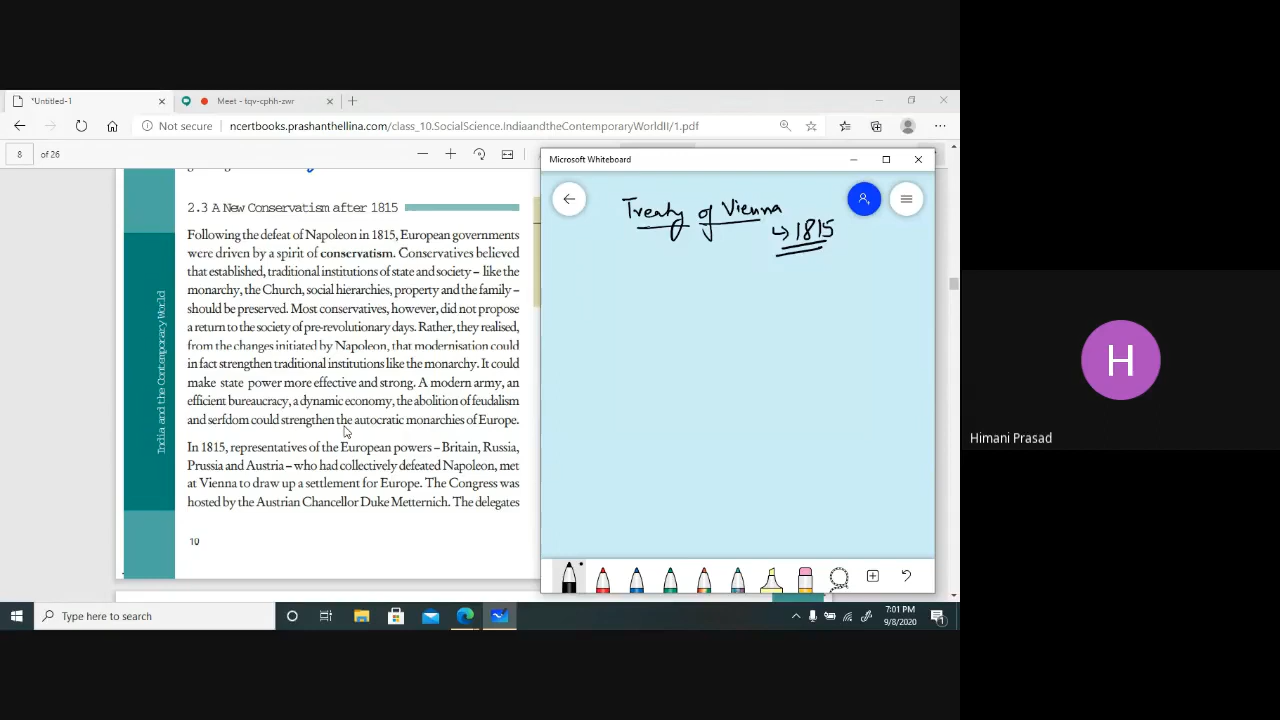 *Untitled-1
Meet - tqv-cphh-zwr
Not secure
ncertbooks.prashanthellina.com/class_10.SocialScience.IndiaandtheContemporaryWorldII/1.pdf
8 of 26
Microsoft Whiteboard
2.3 A New Conservatism after 1815
Following the defeat of Napoleon in 1815, European governments
were driven by a spirit of conservatism. Conservatives believed
that established, traditional institutions of state and society – like the
monarchy, the Church, social hierarchies, property and the family –
should be preserved. Most conservatives, however, did not propose
a return to the society of pre-revolutionary days. Rather, they realised,
from the changes initiated by Napoleon, that modernisation could
in fact strengthen traditional institutions like the monarchy. It could
make state power more effective and strong. A modern army, an
efficient bureaucracy, a dynamic economy, the abolition of feudalism
and serfdom could strengthen the autocratic monarchies of Europe.
In 1815, representatives of the European powers – Britain, Russia,
Prussia and Austria – who had collectively defeated Napoleon, met
at Vienna to draw up a settlement for Europe. The Congress was
hosted by the Austrian Chancellor Duke Metternich. The delegates
10
India and the Contemporary World
Treaty of Vienna
↳ 1815
H
Himani Prasad
Type here to search
7:01 PM
9/8/2020
1